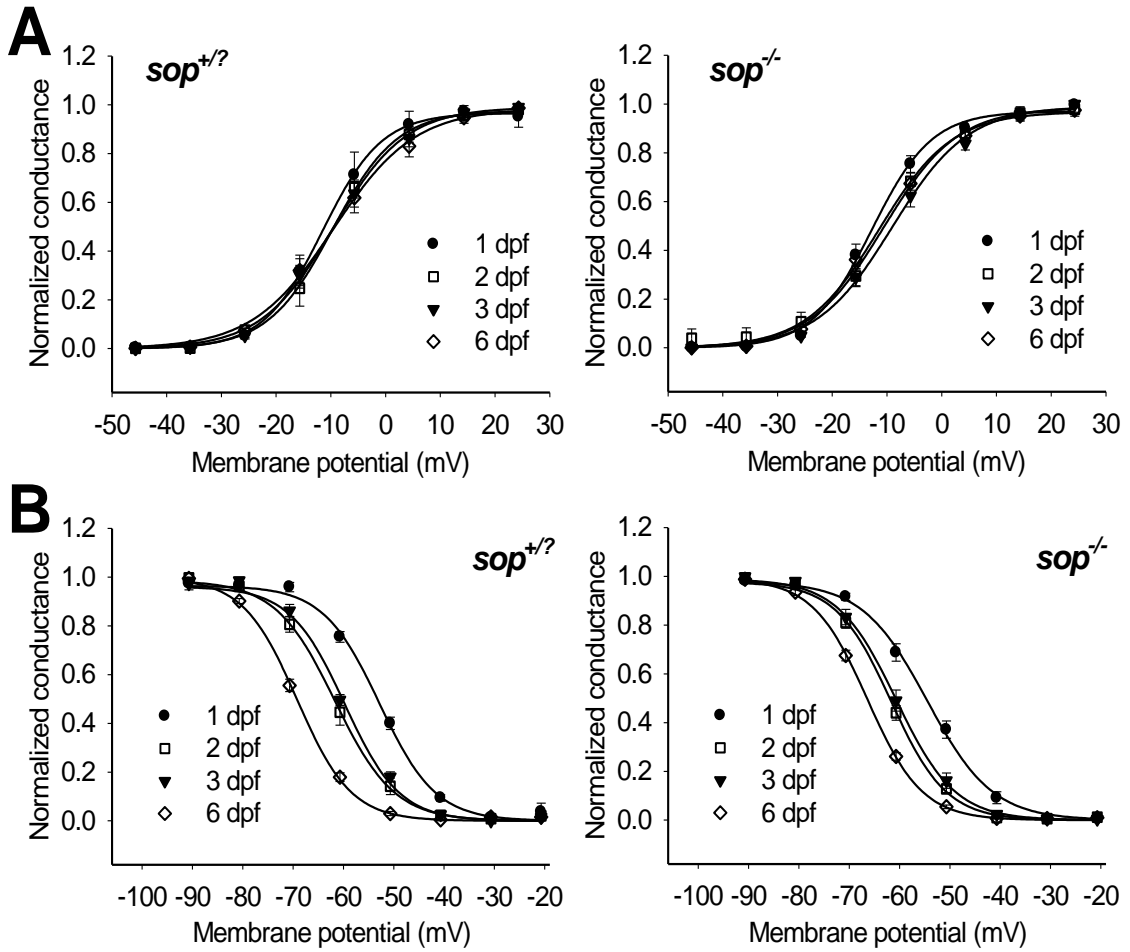 A
sop+/?
sop-/-
Normalized conductance
1.2
1.0
0.8
0.6
0.4
0.2
0.0
1 dpf
2 dpf
3 dpf
6 dpf
-50 -40 -30 -20 -10 0 10 20 30
Membrane potential (mV)
Normalized conductance
1.2
1.0
0.8
0.6
0.4
0.2
0.0
1 dpf
2 dpf
3 dpf
6 dpf
-50 -40 -30 -20 -10 0 10 20 30
Membrane potential (mV)
B
sop+/?
sop-/-
Normalized conductance
1.2
1.0
0.8
0.6
0.4
0.2
0.0
1 dpf
2 dpf
3 dpf
6 dpf
-100 -90 -80 -70 -60 -50 -40 -30 -20
Membrane potential (mV)
Normalized conductance
1.2
1.0
0.8
0.6
0.4
0.2
0.0
1 dpf
2 dpf
3 dpf
6 dpf
-100 -90 -80 -70 -60 -50 -40 -30 -20
Membrane potential (mV)